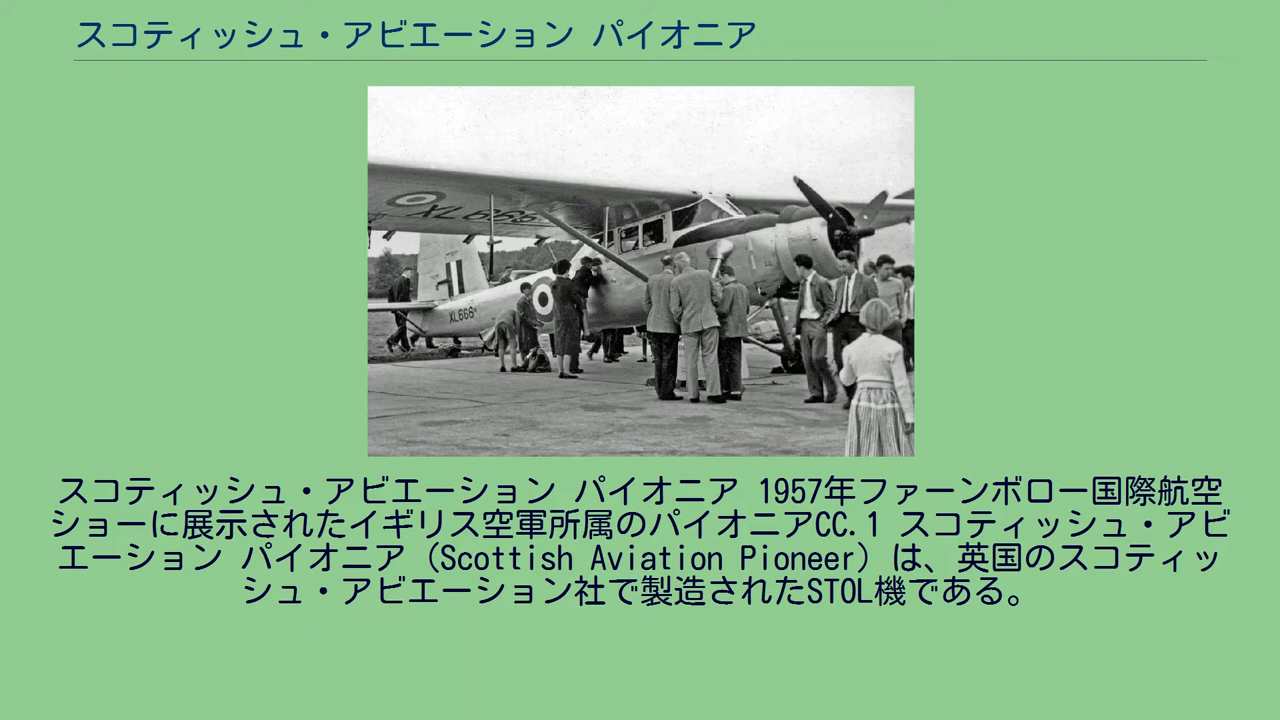 スコティッシュ・アビエーション パイオニア
XL666
XL666
スコティッシュ・アビエーション パイオニア 1957年ファーンボロー国際航空
ショーに展示されたイギリス空軍所属のパイオニアCC.1 スコティッシュ・アビ
エーション パイオニア（Scottish Aviation Pioneer）は、英国のスコティッ
シュ・アビエーション社で製造されたSTOL機である。